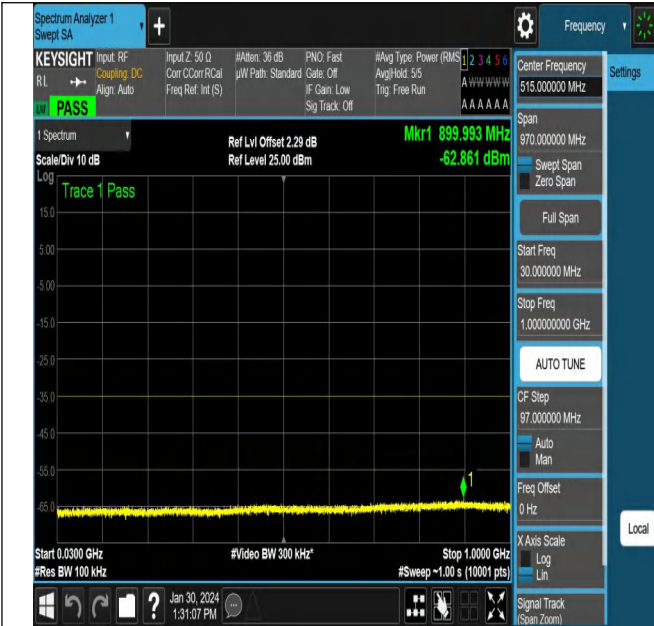 Spectrum Analyzer 1
Swept SA
+
Frequency
KEYSIGHT
RL
PASS
Input: RF
Coupling: DC
Align: Auto
Input Z: 50 Ω
Corr CCorr RCal
Freq Ref: Int (S)
#Atten: 36 dB
µW Path: Standard
PNO: Fast
Gate: Off
IF Gain: Low
Sig Track: Off
#Avg Type: Power (RMS
Avg|Hold: 5/5
Trig: Free Run
1 2 3 4 5 6
A W W W W W
A A A A A A
1 Spectrum
Scale/Div 10 dB
Ref Lvl Offset 2.29 dB
Ref Level 25.00 dBm
Mkr1 899.993 MHz
-62.861 dBm
Log
Trace 1 Pass
15.0
5.00
-5.00
-15.0
-25.0
-35.0
-45.0
-55.0
-65.0
1
Start 0.0300 GHz
#Res BW 100 kHz
#Video BW 300 kHz*
Stop 1.0000 GHz
#Sweep ~1.00 s (10001 pts)
?
Jan 30, 2024
1:31:07 PM
Center Frequency
515.000000 MHz
Span
970.000000 MHz
Swept Span
Zero Span
Full Span
Start Freq
30.000000 MHz
Stop Freq
1.000000000 GHz
AUTO TUNE
CF Step
97.000000 MHz
Auto
Man
Freq Offset
0 Hz
X Axis Scale
Log
Lin
Signal Track
(Span Zoom)
Settings
Local